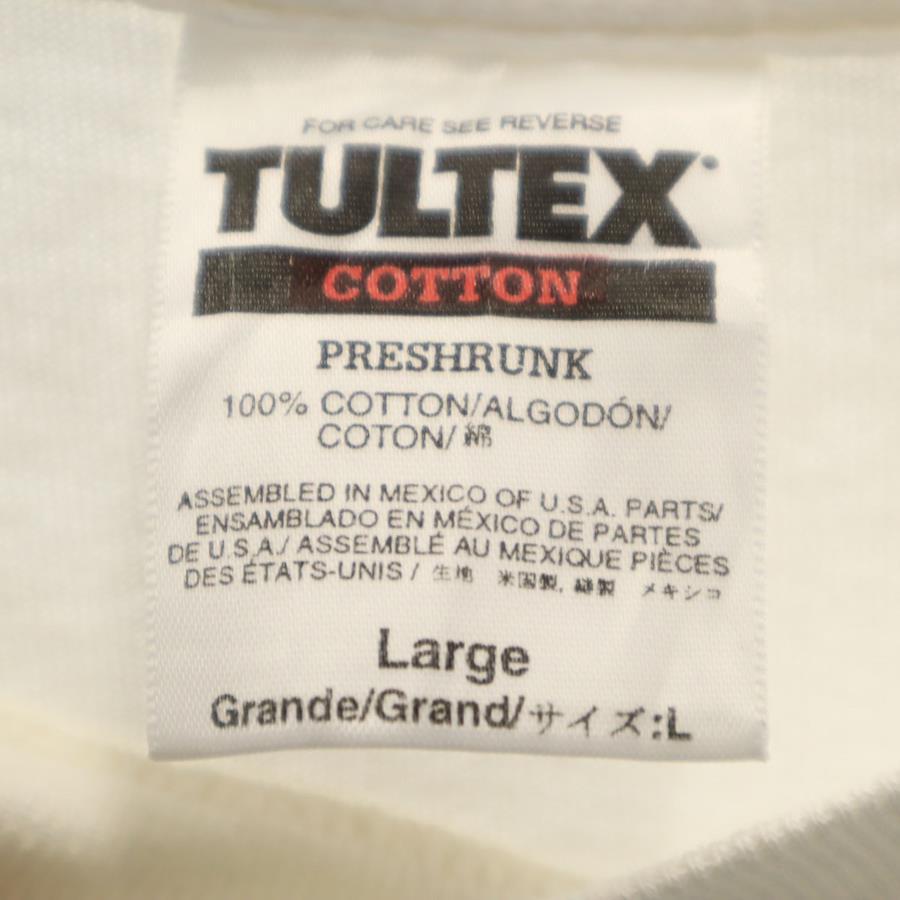 FOR CARE SEE REVERSE
TULTEX
COTTON
PRESHRUNK
100% COTTON/ALGODÓN/
COTON/ 綿
ASSEMBLED IN MEXICO OF U.S.A. PARTS/
ENSAMBLADO EN MÉXICO DE PARTES
DE U.S.A./ ASSEMBLÉ AU MEXIQUE PIÈCES
DES ÉTATS-UNIS / 生地 米国製, 縫製 メキシコ
Large
Grande/Grand/サイズ:L